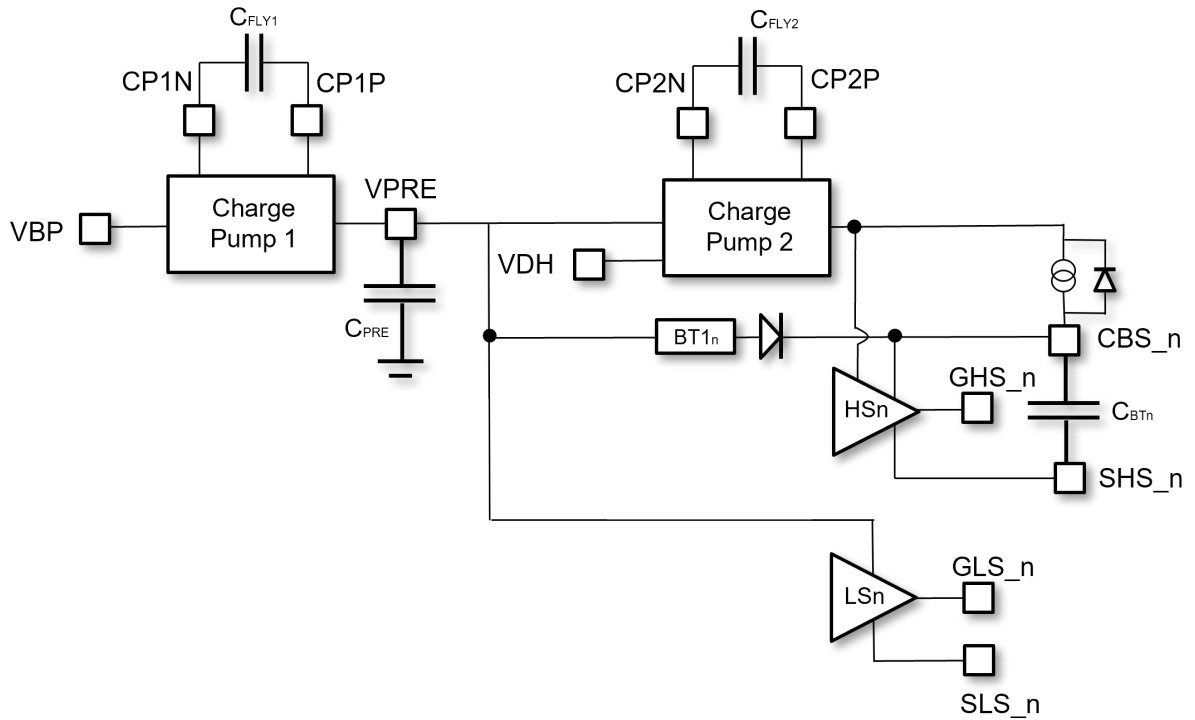 CFLY1
CFLY2
CP1N
CP1P
CP2N
CP2P
VPRE
VBP
Charge
Pump 1
Charge
Pump 2
VDH
CPRE
BT1n
CBS_n
GHS_n
HSn
CBTn
SHS_n
GLS_n
LSn
SLS_n